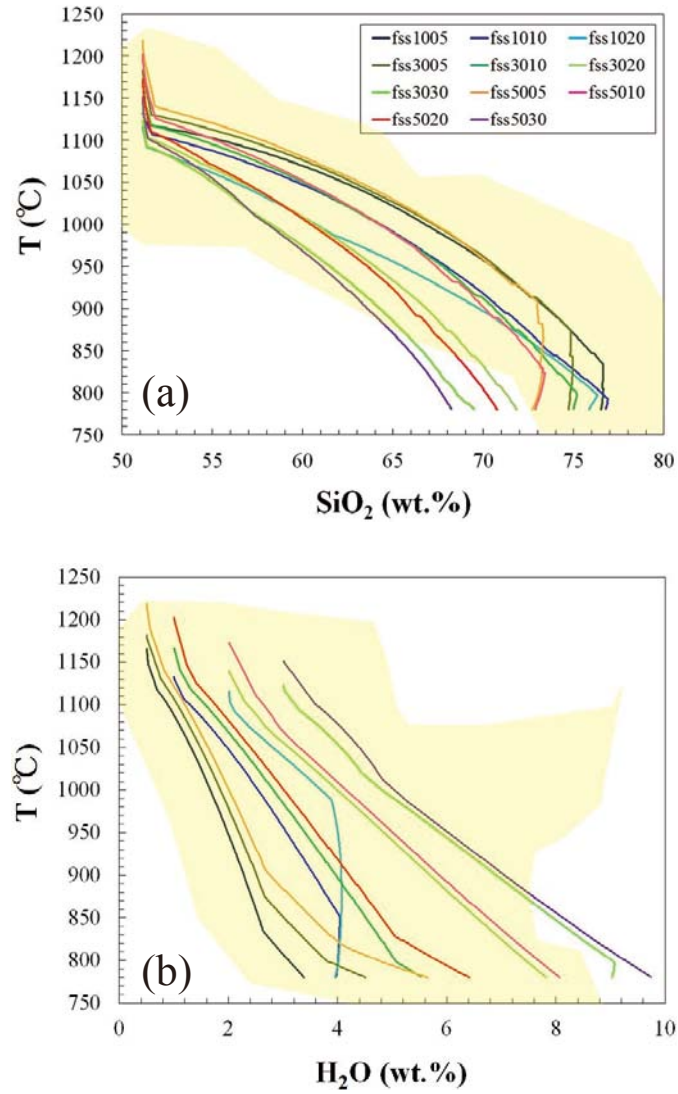 1250
1200
1150
1100
1050
1000
950
900
850
800
750
T (℃)
fss1005 fss1010 fss1020
fss3005 fss3010 fss3020
fss3030 fss5005 fss5010
fss5020 fss5030
(a)
50 55 60 65 70 75 80
SiO₂ (wt.%)
1250
1200
1150
1100
1050
1000
950
900
850
800
750
T (℃)
(b)
0 2 4 6 8 10
H₂O (wt.%)